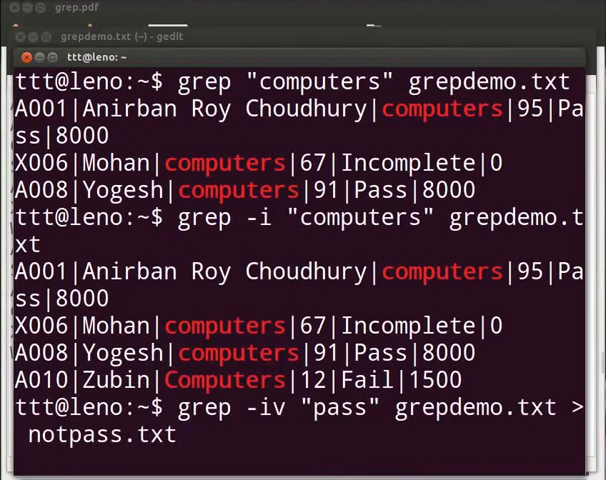 grep.pdf
grepdemo.txt (~) - gedit
ttt@leno: ~
ttt@leno:~$ grep "computers" grepdemo.txt
A001|Anirban Roy Choudhury|computers|95|Pa
ss|8000
X006|Mohan|computers|67|Incomplete|0
A008|Yogesh|computers|91|Pass|8000
ttt@leno:~$ grep -i "computers" grepdemo.t
xt
A001|Anirban Roy Choudhury|computers|95|Pa
ss|8000
X006|Mohan|computers|67|Incomplete|0
A008|Yogesh|computers|91|Pass|8000
A010|Zubin|Computers|12|Fail|1500
ttt@leno:~$ grep -iv "pass" grepdemo.txt >
notpass.txt